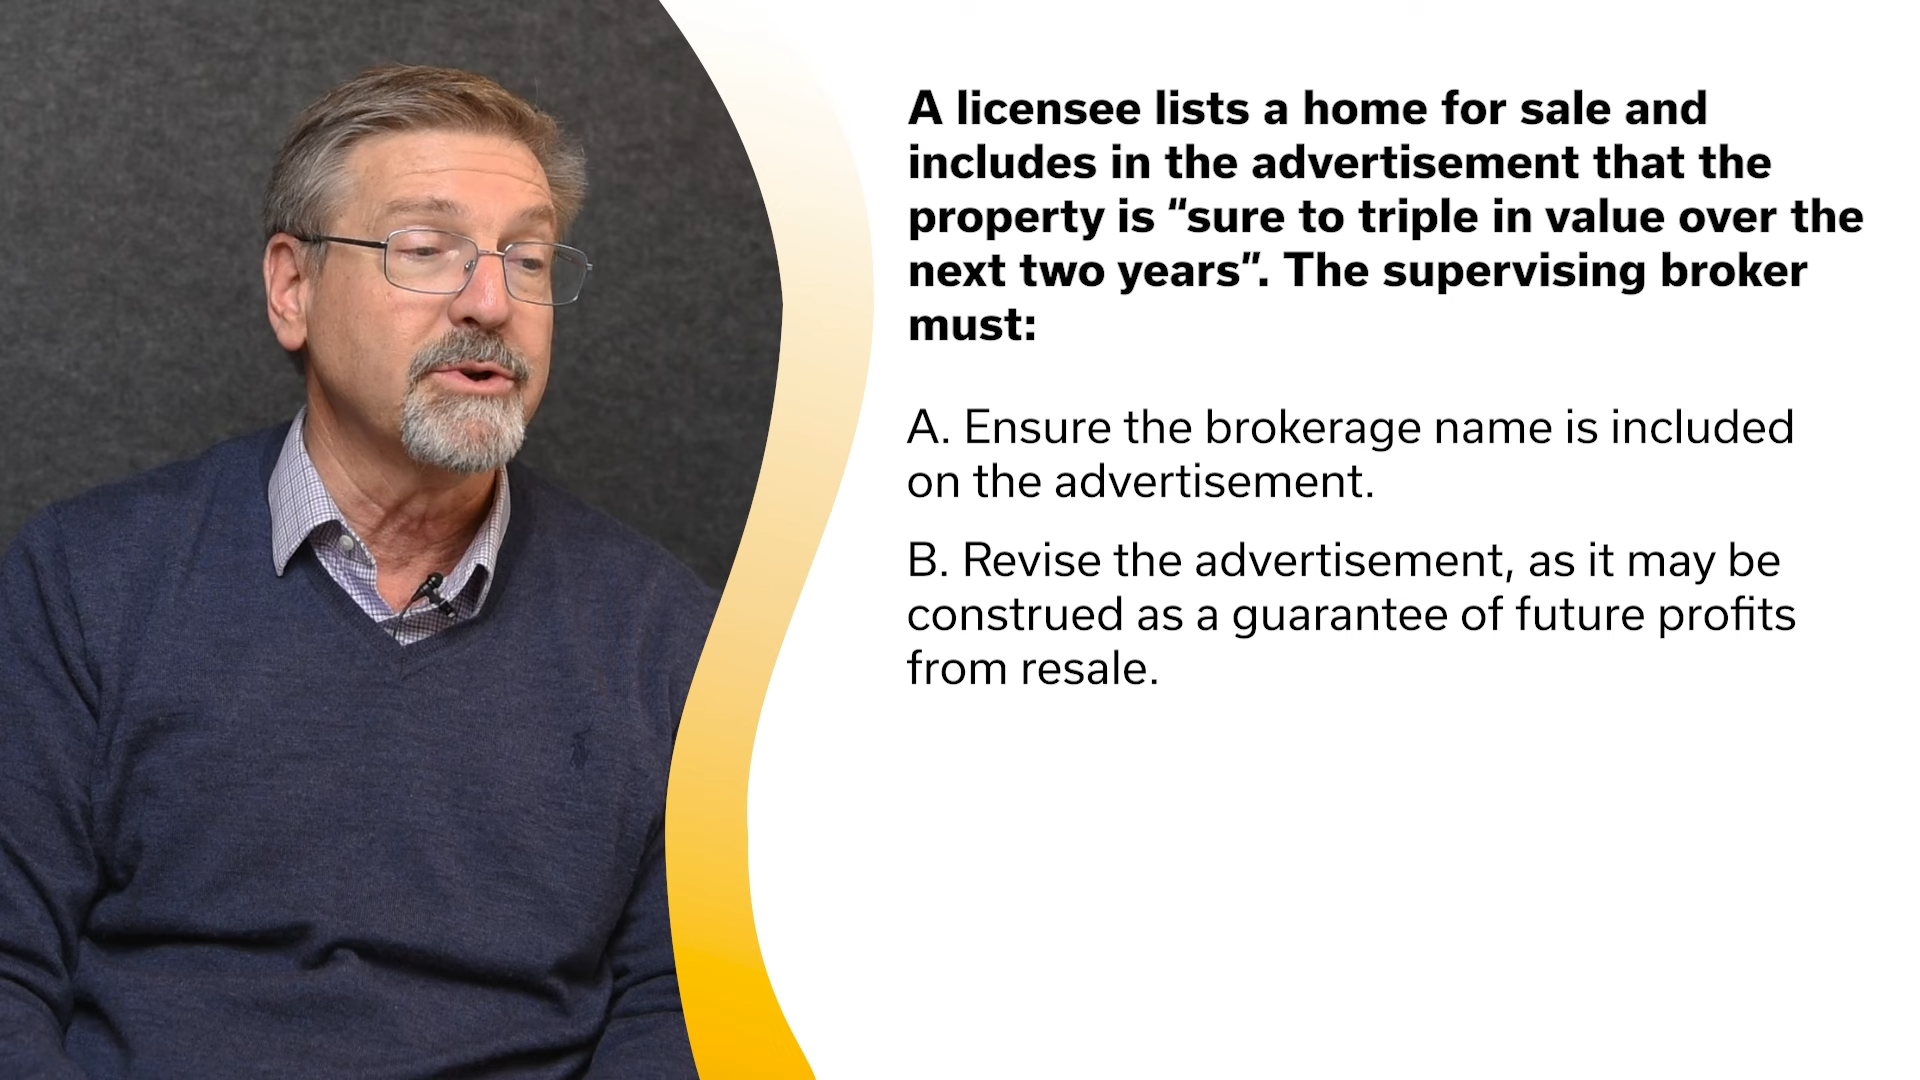 A licensee lists a home for sale and
includes in the advertisement that the
property is “sure to triple in value over the
next two years”. The supervising broker
must:
A. Ensure the brokerage name is included
on the advertisement.
B. Revise the advertisement, as it may be
construed as a guarantee of future profits
from resale.